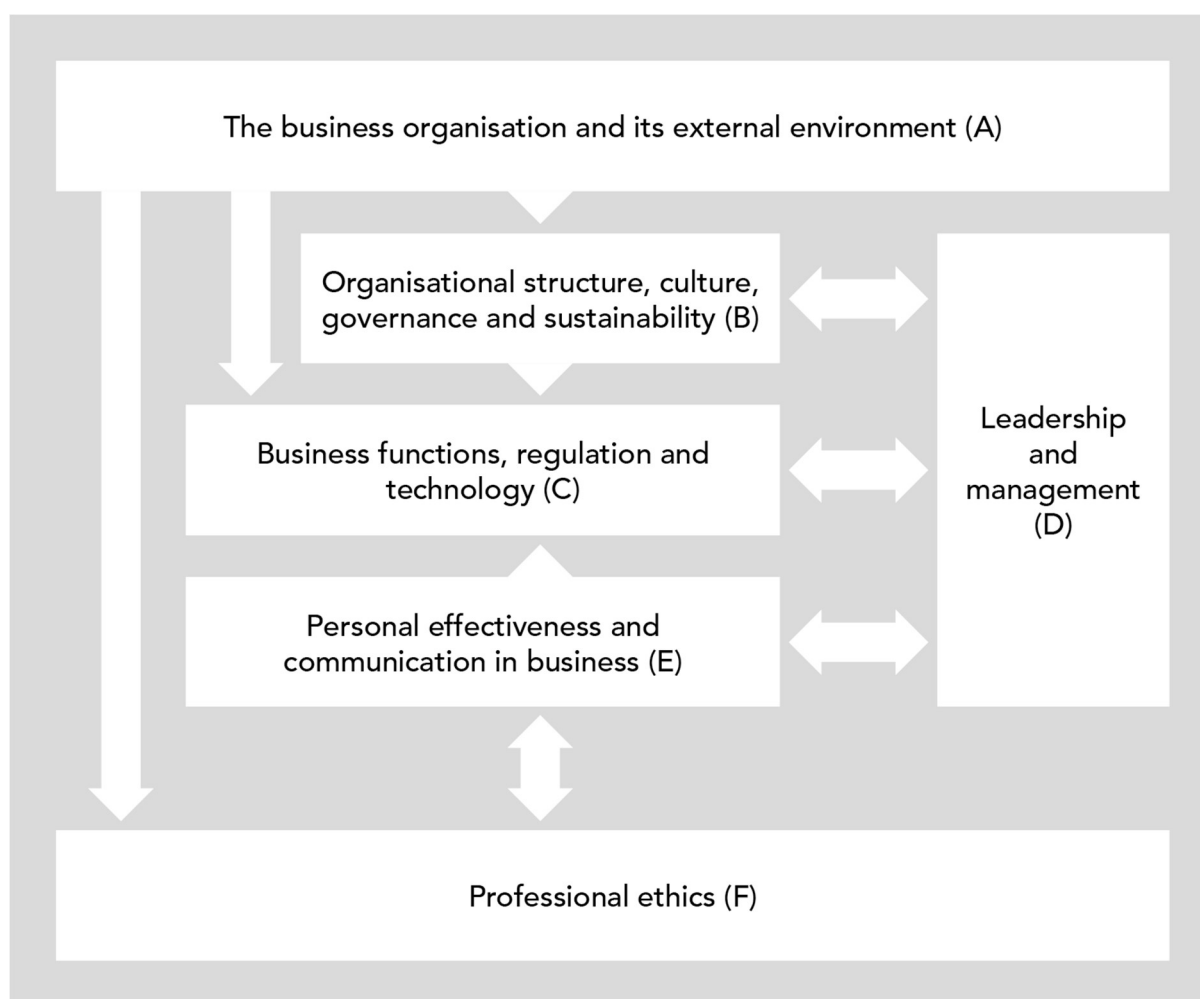 The business organisation and its external environment (A)
Organisational structure, culture,
governance and sustainability (B)
Business functions, regulation and
technology (C)
Leadership
and
management
(D)
Personal effectiveness and
communication in business (E)
Professional ethics (F)